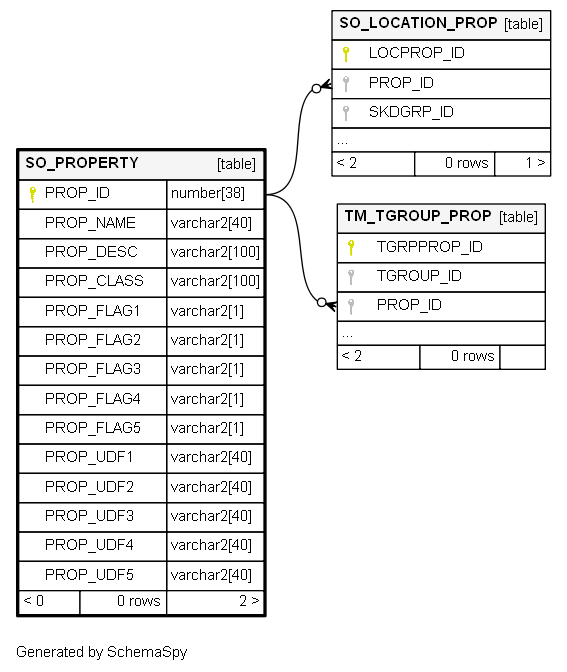 SO_LOCATION_PROP [table]
LOCPROP_ID
PROP_ID
SKDGRP_ID
...
< 2 0 rows 1 >
SO_PROPERTY [table]
PROP_ID number[38]
PROP_NAME varchar2[40]
PROP_DESC varchar2[100]
PROP_CLASS varchar2[100]
PROP_FLAG1 varchar2[1]
PROP_FLAG2 varchar2[1]
PROP_FLAG3 varchar2[1]
PROP_FLAG4 varchar2[1]
PROP_FLAG5 varchar2[1]
PROP_UDF1 varchar2[40]
PROP_UDF2 varchar2[40]
PROP_UDF3 varchar2[40]
PROP_UDF4 varchar2[40]
PROP_UDF5 varchar2[40]
< 0 0 rows 2 >
TM_TGROUP_PROP [table]
TGRPPROP_ID
TGROUP_ID
PROP_ID
...
< 2 0 rows
Generated by SchemaSpy